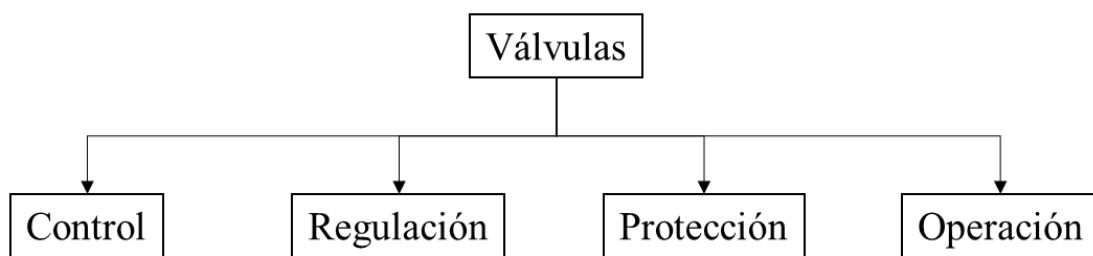 Válvulas
Control
Regulación
Protección
Operación